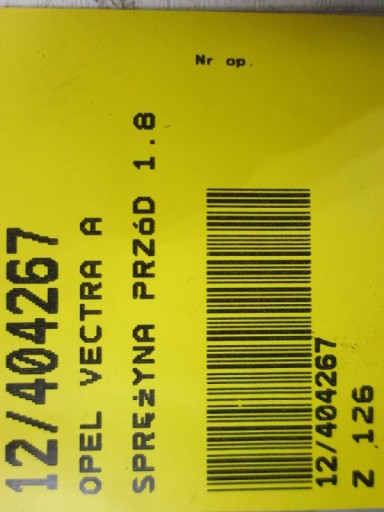 Nr op.
12/404267
OPEL VECTRA A
SPRĘŻYNA PRZÓD 1.8
12/404267
Z 126